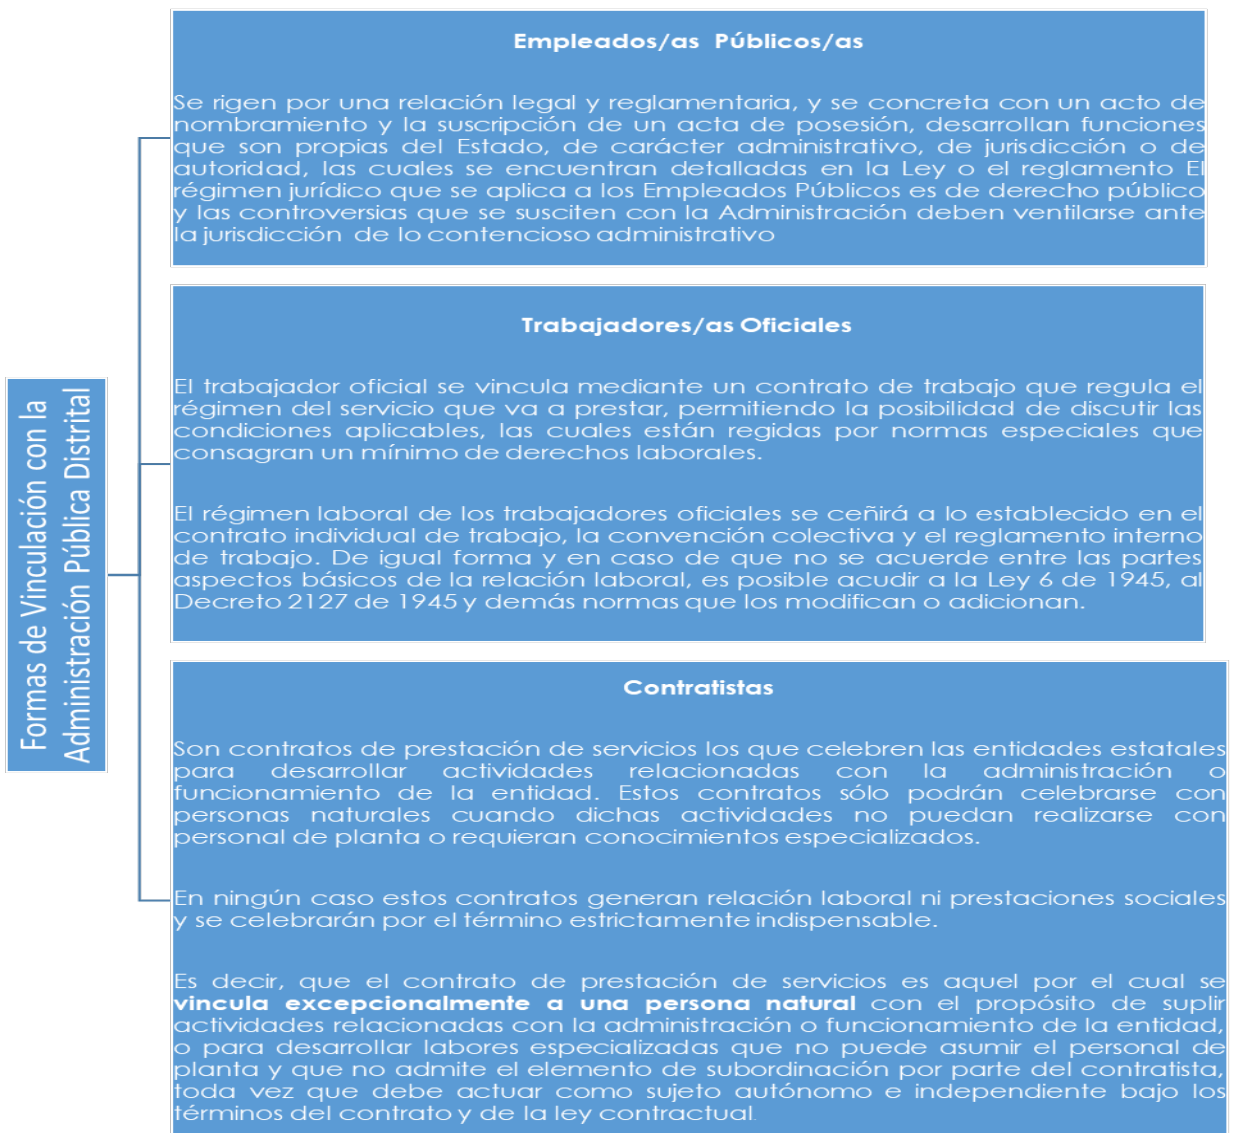 Formas de Vinculación con la
Administración Pública Distrital
Empleados/as Públicos/as
Se rigen por una relación legal y reglamentaria, y se concreta con un acto de
nombramiento y la suscripción de un acta de posesión, desarrollan funciones
que son propias del Estado, de carácter administrativo, de jurisdicción o de
autoridad, las cuales se encuentran detalladas en la Ley o el reglamento El
régimen jurídico que se aplica a los Empleados Públicos es de derecho público
y las controversias que se susciten con la Administración deben ventilarse ante
la jurisdicción de lo contencioso administrativo
Trabajadores/as Oficiales
El trabajador oficial se vincula mediante un contrato de trabajo que regula el
régimen del servicio que va a prestar, permitiendo la posibilidad de discutir las
condiciones aplicables, las cuales están regidas por normas especiales que
consagran un mínimo de derechos laborales.
El régimen laboral de los trabajadores oficiales se ceñirá a lo establecido en el
contrato individual de trabajo, la convención colectiva y el reglamento interno
de trabajo. De igual forma y en caso de que no se acuerde entre las partes
aspectos básicos de la relación laboral, es posible acudir a la Ley 6 de 1945, al
Decreto 2127 de 1945 y demás normas que los modifican o adicionan.
Contratistas
Son contratos de prestación de servicios los que celebren las entidades estatales
para desarrollar actividades relacionadas con la administración o
funcionamiento de la entidad. Estos contratos sólo podrán celebrarse con
personas naturales cuando dichas actividades no puedan realizarse con
personal de planta o requieran conocimientos especializados.
En ningún caso estos contratos generan relación laboral ni prestaciones sociales
y se celebrarán por el término estrictamente indispensable.
Es decir, que el contrato de prestación de servicios es aquel por el cual se
vincula excepcionalmente a una persona natural con el propósito de suplir
actividades relacionadas con la administración o funcionamiento de la entidad,
o para desarrollar labores especializadas que no puede asumir el personal de
planta y que no admite el elemento de subordinación por parte del contratista,
toda vez que debe actuar como sujeto autónomo e independiente bajo los
términos del contrato y de la ley contractual.